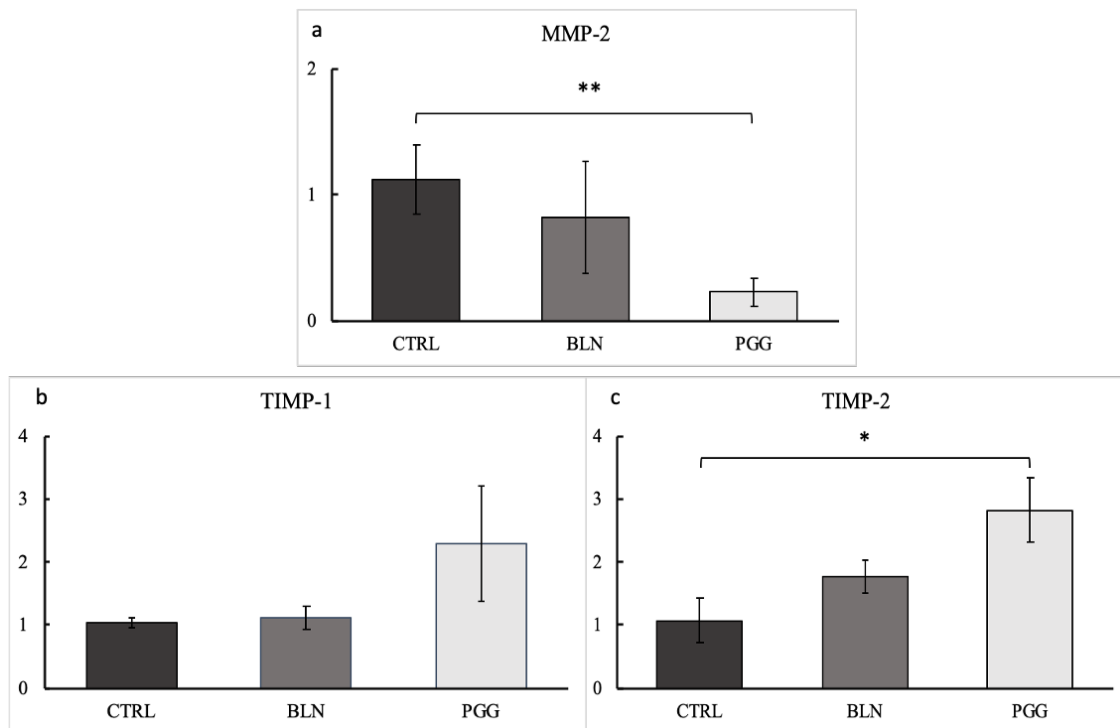 a
MMP-2
2
**
1
0
CTRL BLN PGG
b
TIMP-1
4
3
2
1
0
CTRL BLN PGG
c
TIMP-2
4
*
3
2
1
0
CTRL BLN PGG